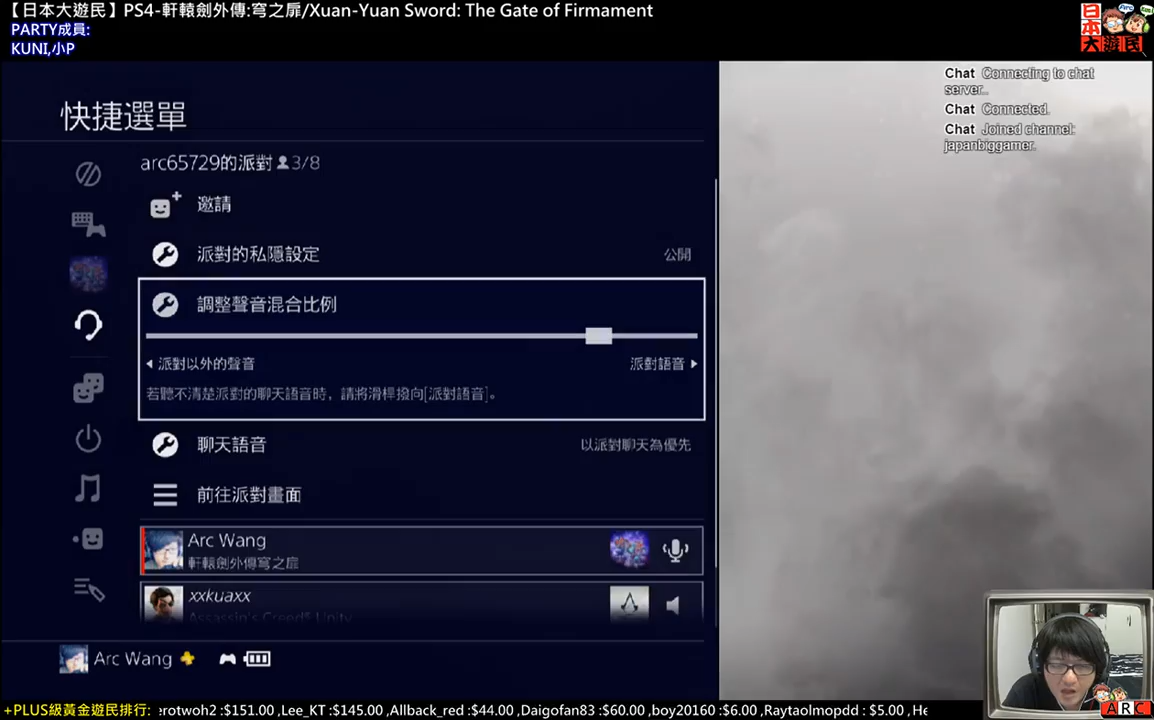 【日本大遊民】PS4-軒轅劍外傳:穹之扉/Xuan-Yuan Sword: The Gate of Firmament
PARTY成員:
KUNI,小P
日本大遊民
Chat Connecting to chat
server..
Chat Connected.
Chat Joined channel:
japanbiggamer.
快捷選單
arc65729的派對 3/8
邀請
派對的私隱設定 公開
調整聲音混合比例
派對以外的聲音 派對語音
若聽不清楚派對的聊天語音時，請將滑桿撥向[派對語音]。
聊天語音 以派對聊天為優先
前往派對畫面
Arc Wang
軒轅劍外傳穹之扉
xxkuaxx
Assassin's Creed® Unity
Arc Wang
ARC
+PLUS級黃金遊民排行: erotwoh2 :$151.00 ,Lee_KT :$145.00 ,Allback_red :$44.00 ,Daigofan83 :$60.00 ,boy20160 :$6.00 ,Raytaolmopdd : $5.00 ,He